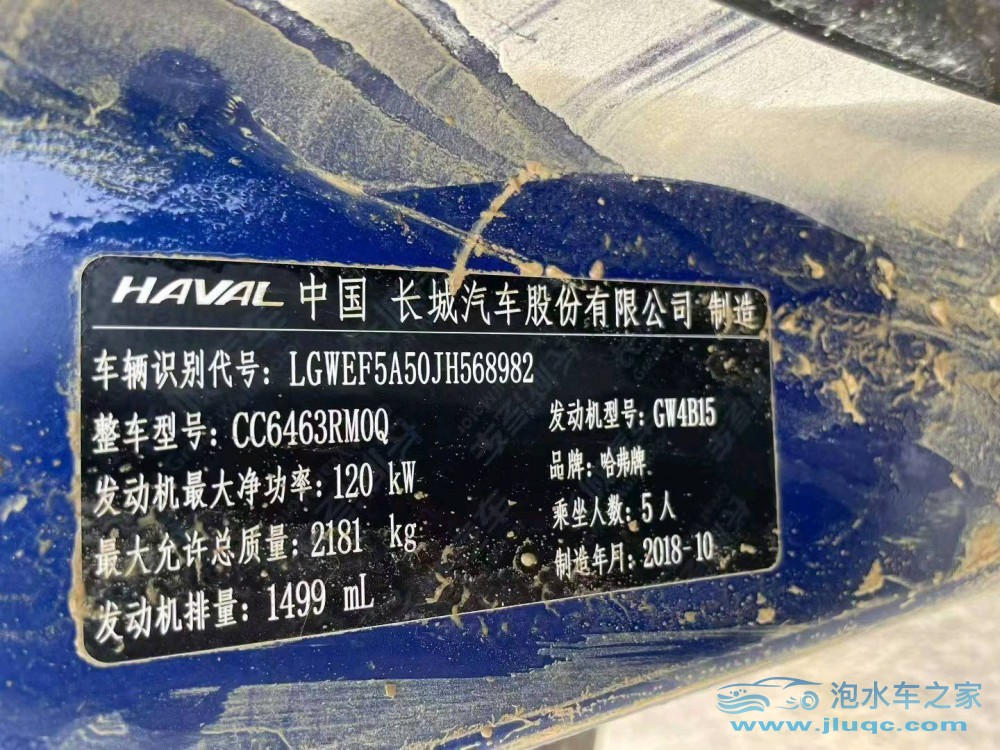 HAVAL 中国 长城汽车股份有限公司 制造
车辆识别代号: LGWEF5A50JH568982
整车型号: CC6463RM0Q
发动机型号: GW4B15
发动机最大净功率: 120 kW
品牌: 哈弗牌
最大允许总质量: 2181 kg
乘坐人数: 5人
发动机排量: 1499 mL
制造年月: 2018-10
泡水车之家
www.jluqc.com